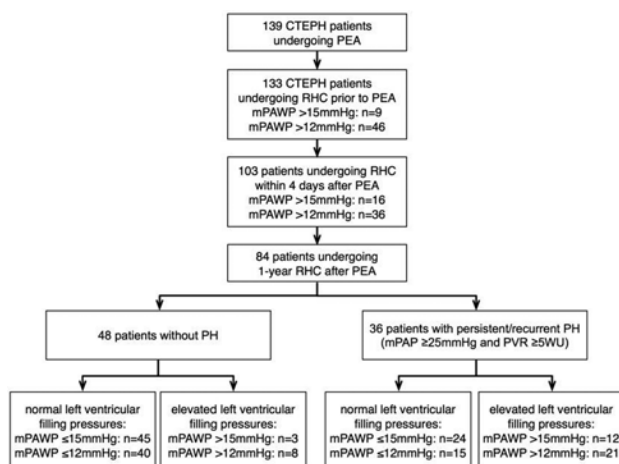 139 CTEPH patients
undergoing PEA
133 CTEPH patients
undergoing RHC prior to PEA
mPAWP >15mmHg: n=9
mPAWP >12mmHg: n=46
103 patients undergoing RHC
within 4 days after PEA
mPAWP >15mmHg: n=16
mPAWP >12mmHg: n=36
84 patients undergoing
1-year RHC after PEA
48 patients without PH
36 patients with persistent/recurrent PH
(mPAP ≥25mmHg and PVR ≥5WU)
normal left ventricular
filling pressures:
mPAWP ≤15mmHg: n=45
mPAWP ≤12mmHg: n=40
elevated left ventricular
filling pressures:
mPAWP >15mmHg: n=3
mPAWP >12mmHg: n=8
normal left ventricular
filling pressures:
mPAWP ≤15mmHg: n=24
mPAWP ≤12mmHg: n=15
elevated left ventricular
filling pressures:
mPAWP >15mmHg: n=12
mPAWP >12mmHg: n=21